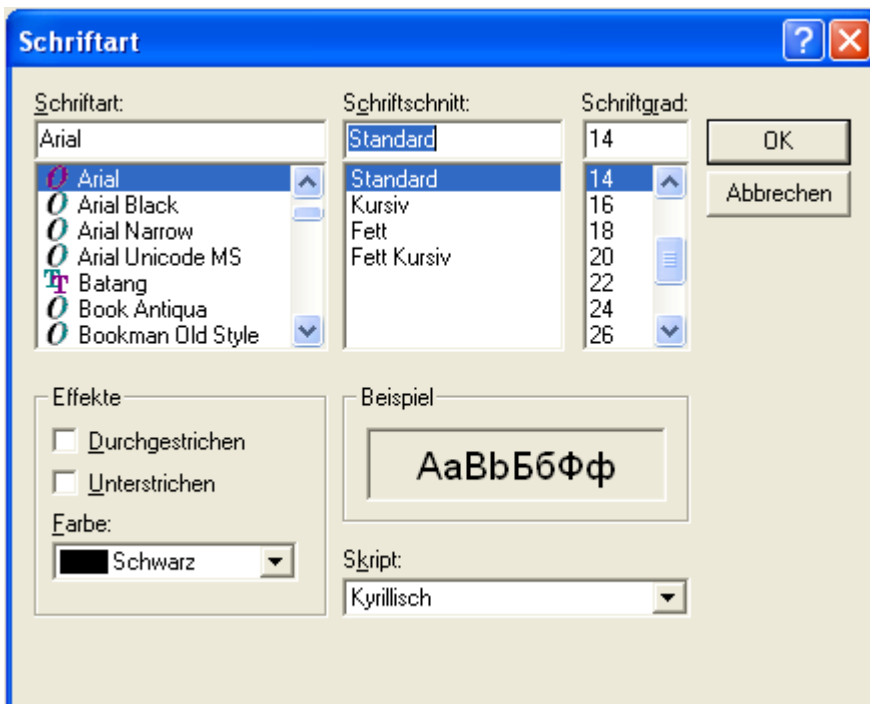 Schriftart
Schriftart:
Arial
Arial
Arial Black
Arial Narrow
Arial Unicode MS
Batang
Book Antiqua
Bookman Old Style
Schriftschnitt:
Standard
Standard
Kursiv
Fett
Fett Kursiv
Schriftgrad:
14
14
16
18
20
22
24
26
OK
Abbrechen
Effekte
Durchgestrichen
Unterstrichen
Farbe:
Schwarz
Beispiel
AaBbБбФф
Skript:
Kyrillisch